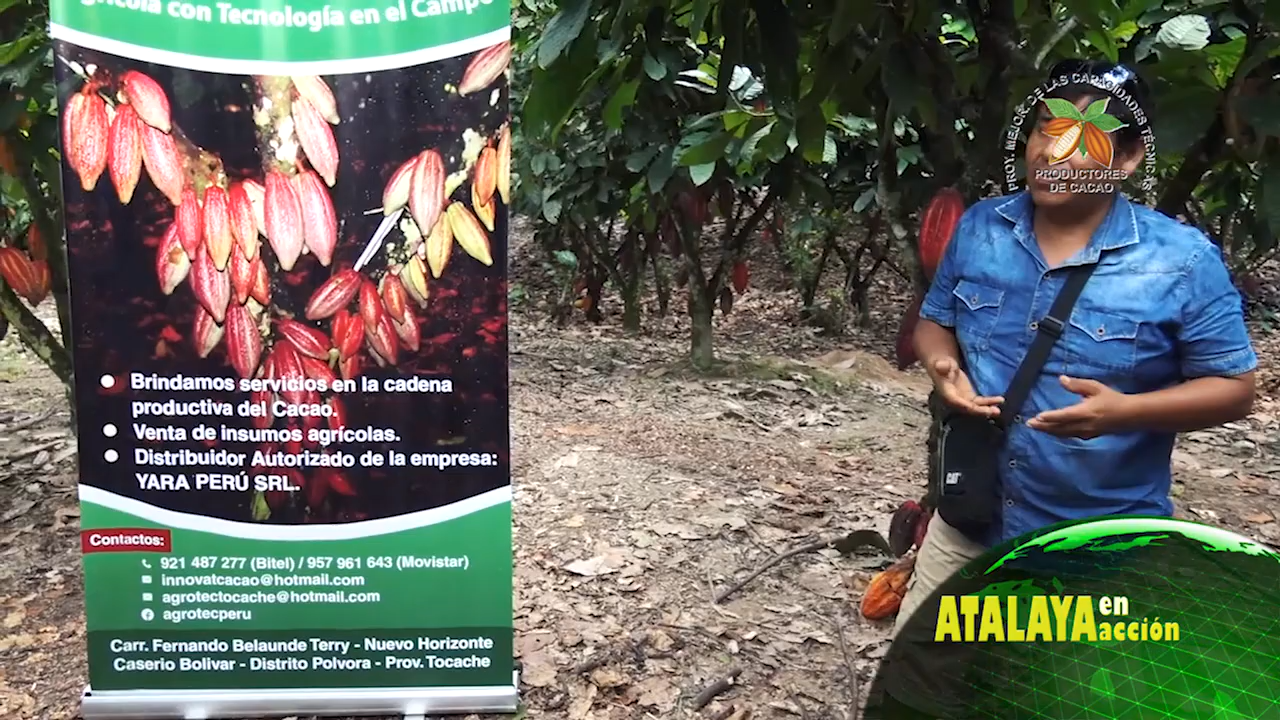 grícola con Tecnología en el Campo
Brindamos servicios en la cadena
productiva del Cacao.
Venta de insumos agrícolas.
Distribuidor Autorizado de la empresa:
YARA PERÚ SRL.
Contactos:
921 487 277 (Bitel) / 957 961 643 (Movistar)
innovatcacao@hotmail.com
agrotectocache@hotmail.com
agrotecperu
Carr. Fernando Belaunde Terry - Nuevo Horizonte
Caserio Bolivar - Distrito Polvora - Prov. Tocache
PROY. MEJOR. DE LAS CAPACIDADES TÉCNICAS
PRODUCTORES
DE CACAO
CAT
ATALAYA en
acción